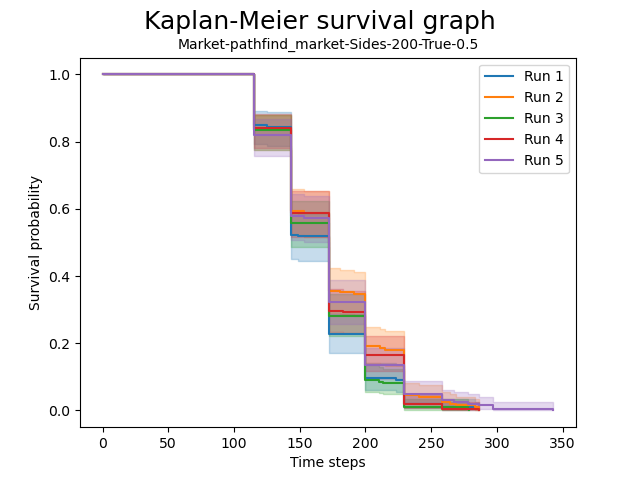 Kaplan-Meier survival graph
Market-pathfind_market-Sides-200-True-0.5
Run 1
Run 2
Run 3
Run 4
Run 5
Survival probability
1.0
0.8
0.6
0.4
0.2
0.0
0 50 100 150 200 250 300 350
Time steps